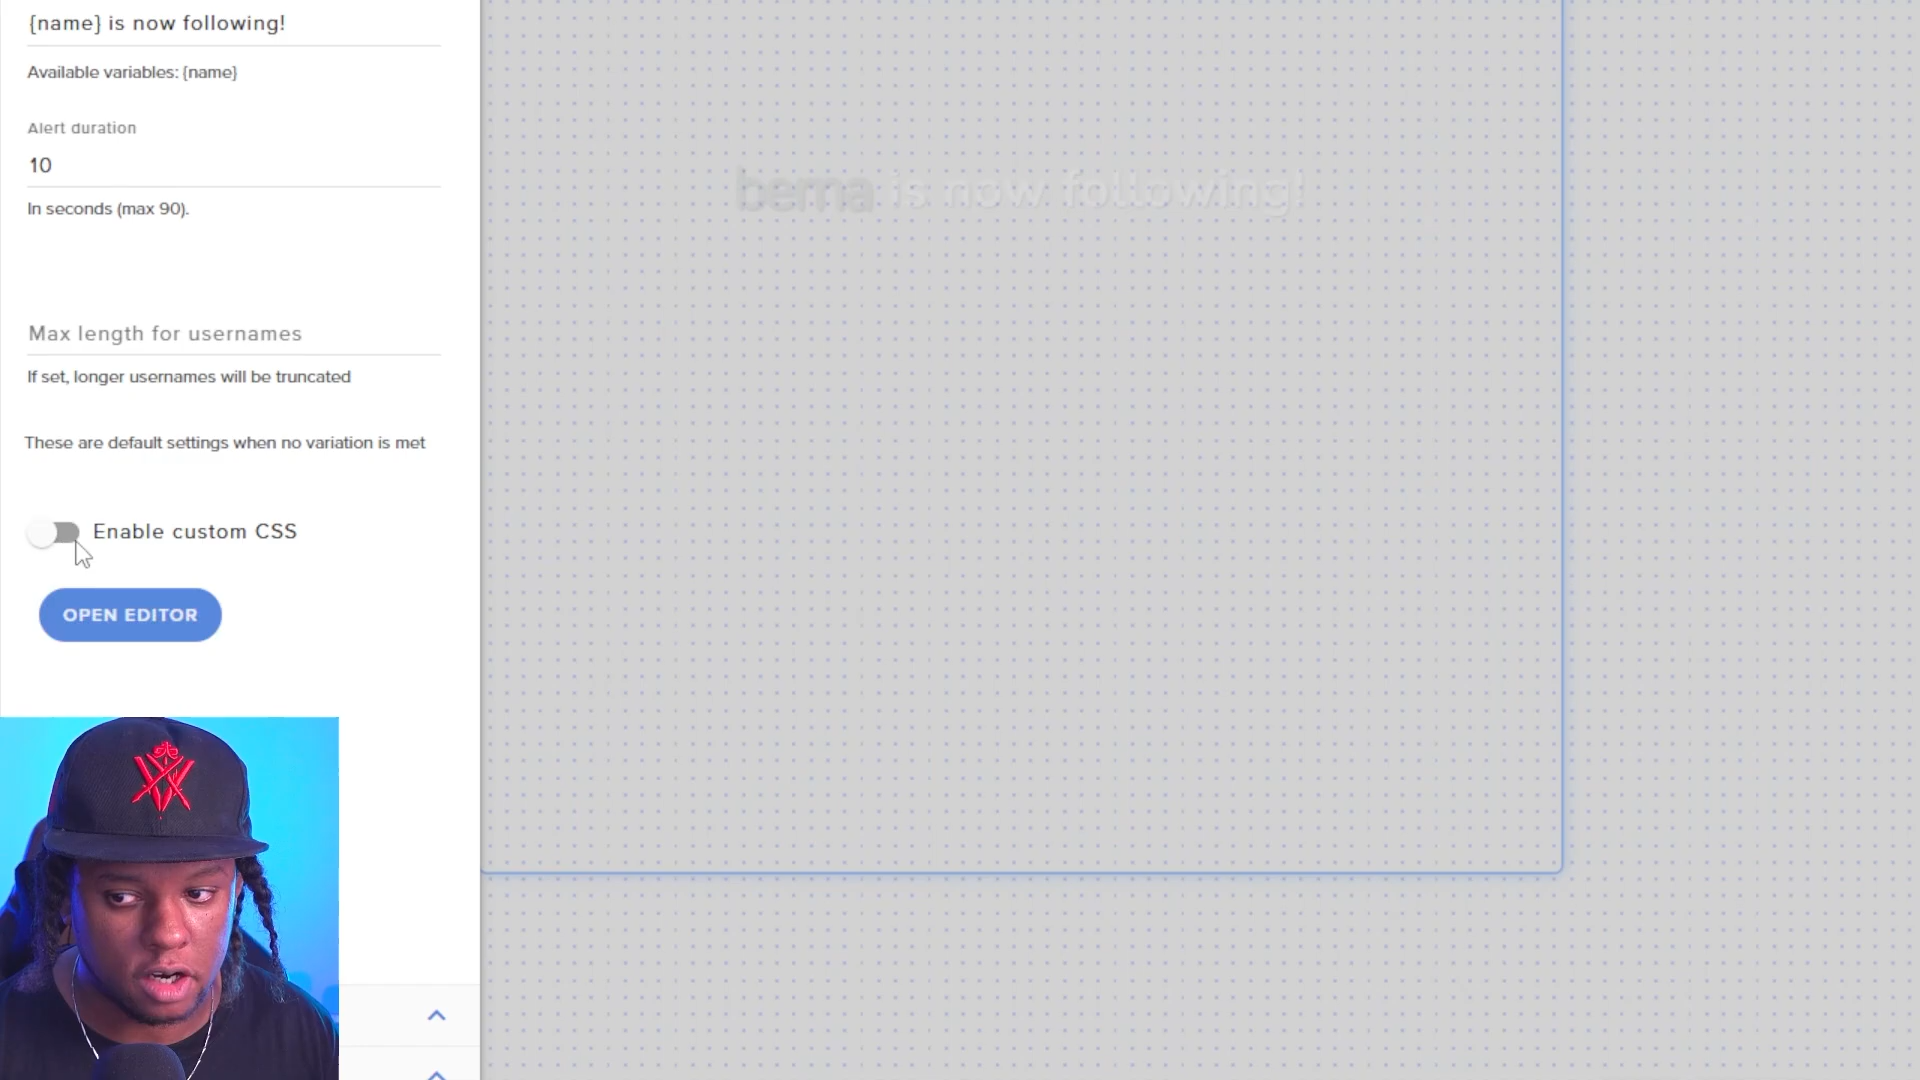 {name} is now following!
Available variables: {name}
Alert duration
10
In seconds (max 90).
Max length for usernames
If set, longer usernames will be truncated
These are default settings when no variation is met
Enable custom CSS
OPEN EDITOR
berna is now following!